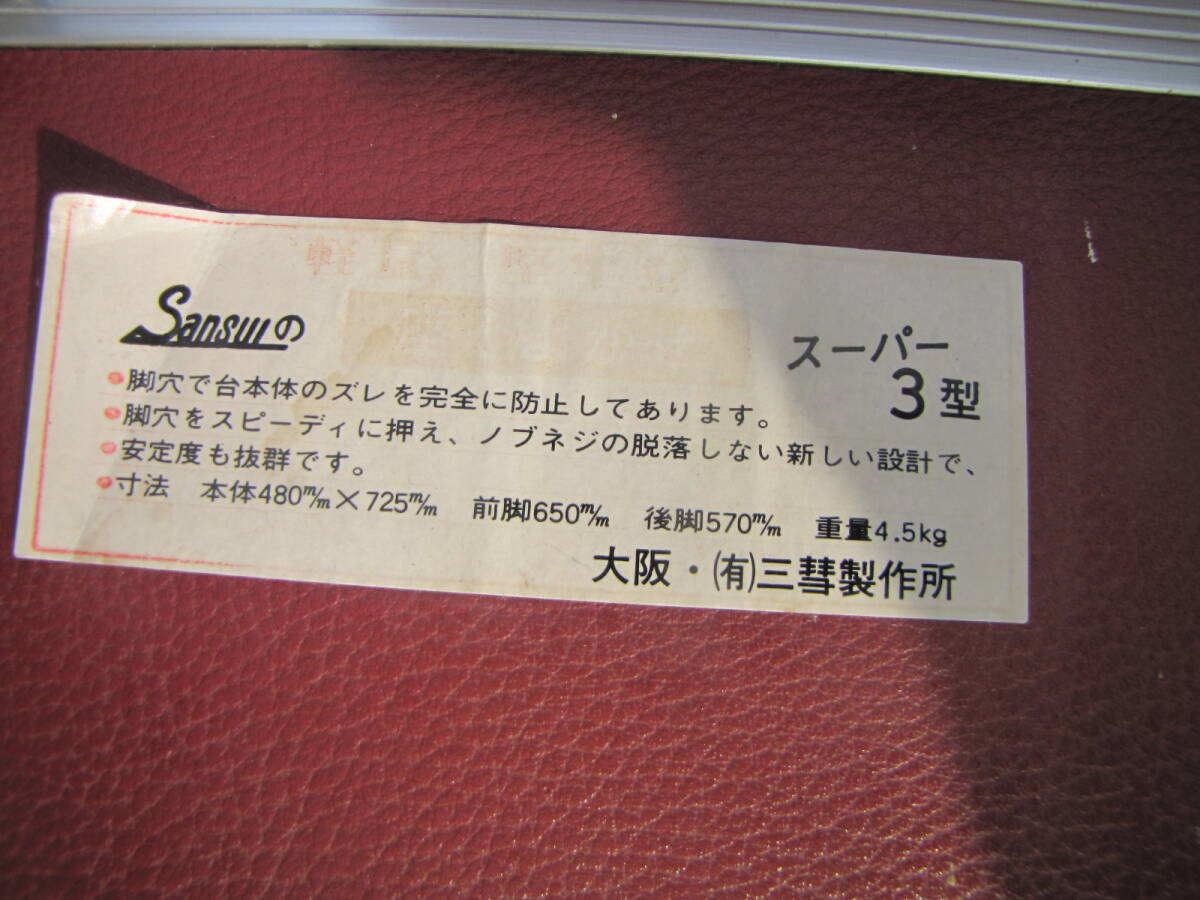 Sansuiの
スーパー
3型
●脚穴で台本体のズレを完全に防止してあります。
●脚穴をスピーディに押え、ノブネジの脱落しない新しい設計で、
●安定度も抜群です。
●寸法 本体480m/m×725m/m 前脚650m/m 後脚570m/m 重量4.5kg
大阪・(有)三彗製作所